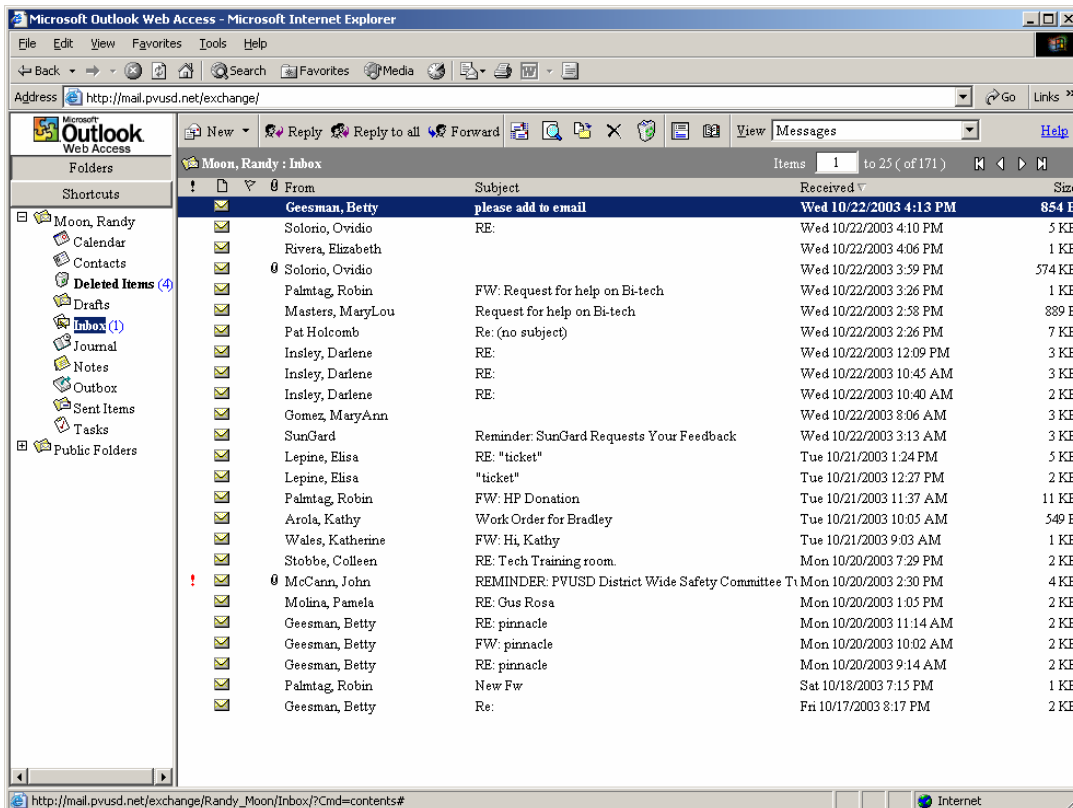 Microsoft Outlook Web Access - Microsoft Internet Explorer
File Edit View Favorites Tools Help
Back Search Favorites Media
Address http://mail.pvusd.net/exchange/ Go Links »
Microsoft Outlook Web Access
New Reply Reply to all Forward View Messages Help
Folders
Shortcuts
Moon, Randy
Calendar
Contacts
Deleted Items (4)
Drafts
Inbox (1)
Journal
Notes
Outbox
Sent Items
Tasks
Public Folders
Moon, Randy : Inbox Items 1 to 25 ( of 171 )
! From Subject Received Size
Geesman, Betty please add to email Wed 10/22/2003 4:13 PM 854 B
Solorio, Ovidio RE: Wed 10/22/2003 4:10 PM 5 KB
Rivera, Elizabeth Wed 10/22/2003 4:06 PM 1 KB
Solorio, Ovidio Wed 10/22/2003 3:59 PM 574 KB
Palmtag, Robin FW: Request for help on Bi-tech Wed 10/22/2003 3:26 PM 1 KB
Masters, MaryLou Request for help on Bi-tech Wed 10/22/2003 2:58 PM 889 B
Pat Holcomb Re: (no subject) Wed 10/22/2003 2:26 PM 7 KB
Insley, Darlene RE: Wed 10/22/2003 12:09 PM 3 KB
Insley, Darlene RE: Wed 10/22/2003 10:45 AM 3 KB
Insley, Darlene RE: Wed 10/22/2003 10:40 AM 2 KB
Gomez, MaryAnn Wed 10/22/2003 8:06 AM 3 KB
SunGard Reminder: SunGard Requests Your Feedback Wed 10/22/2003 3:13 AM 3 KB
Lepine, Elisa RE: "ticket" Tue 10/21/2003 1:24 PM 5 KB
Lepine, Elisa "ticket" Tue 10/21/2003 12:27 PM 2 KB
Palmtag, Robin FW: HP Donation Tue 10/21/2003 11:37 AM 11 KB
Arola, Kathy Work Order for Bradley Tue 10/21/2003 10:05 AM 549 B
Wales, Katherine FW: Hi, Kathy Tue 10/21/2003 9:03 AM 1 KB
Stobbe, Colleen RE: Tech Training room. Mon 10/20/2003 7:29 PM 2 KB
! McCann, John REMINDER: PVUSD District Wide Safety Committee Tu Mon 10/20/2003 2:30 PM 4 KB
Molina, Pamela RE: Gus Rosa Mon 10/20/2003 1:05 PM 2 KB
Geesman, Betty RE: pinnacle Mon 10/20/2003 11:14 AM 2 KB
Geesman, Betty FW: pinnacle Mon 10/20/2003 10:02 AM 2 KB
Geesman, Betty RE: pinnacle Mon 10/20/2003 9:14 AM 2 KB
Palmtag, Robin New Fw Sat 10/18/2003 7:15 PM 1 KB
Geesman, Betty Re: Fri 10/17/2003 8:17 PM 2 KB
http://mail.pvusd.net/exchange/Randy_Moon/Inbox/?Cmd=contents# Internet